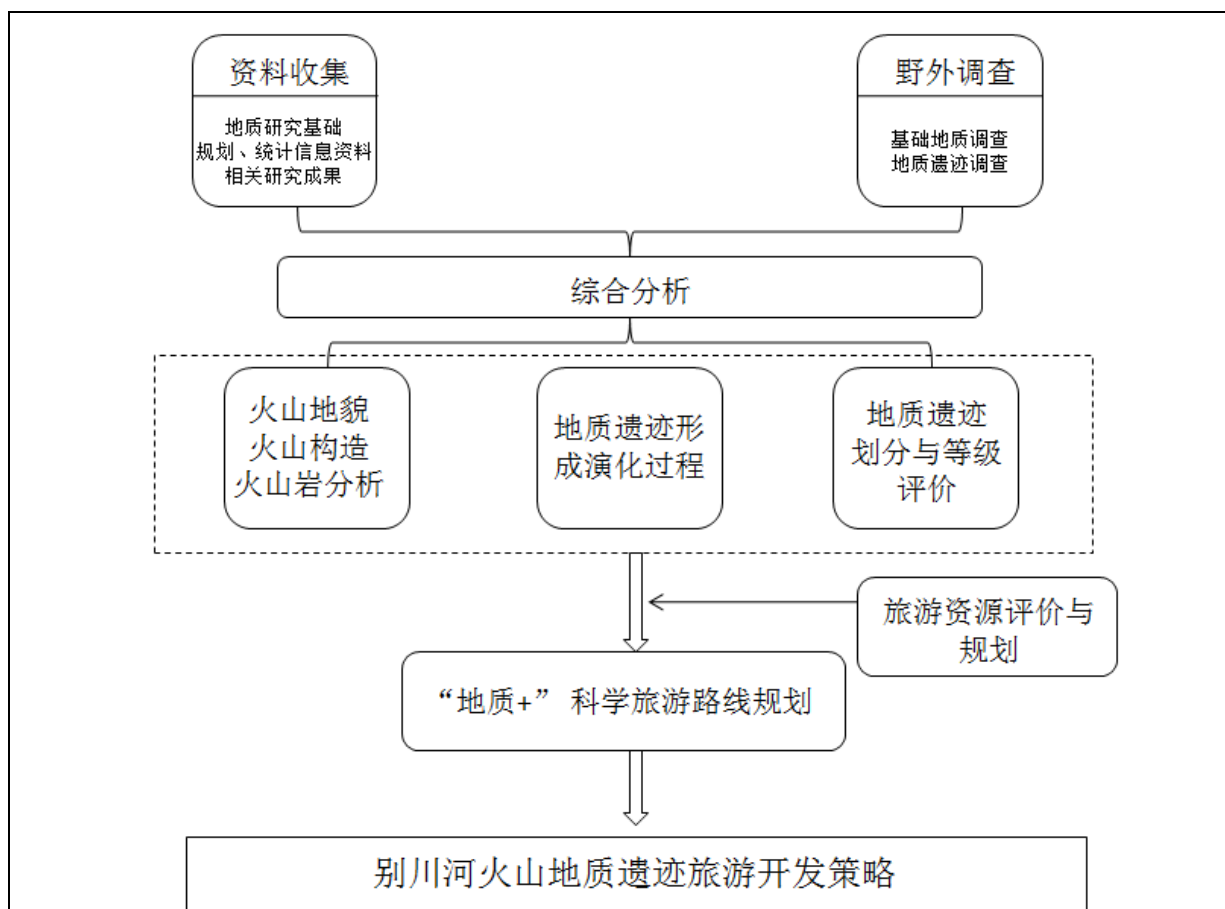 资料收集
地质研究基础
规划、统计信息资料
相关研究成果
野外调查
基础地质调查
地质遗迹调查
综合分析
火山地貌
火山构造
火山岩分析
地质遗迹形
成演化过程
地质遗迹
划分与等级
评价
旅游资源评价与
规划
“地质+” 科学旅游路线规划
别川河火山地质遗迹旅游开发策略